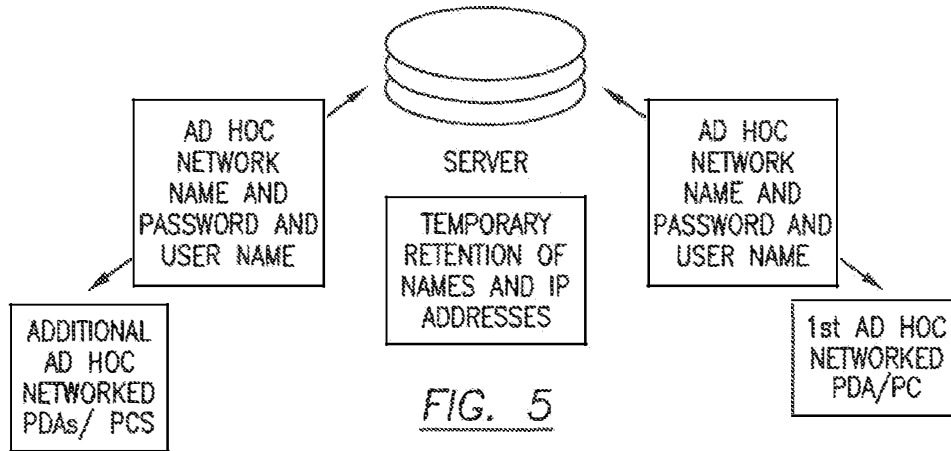 AD HOC
NETWORK
NAME AND
PASSWORD AND
USER NAME
SERVER
TEMPORARY
RETENTION OF
NAMES AND IP
ADDRESSES
AD HOC
NETWORK
NAME AND
PASSWORD AND
USER NAME
ADDITIONAL
AD HOC
NETWORKED
PDAs/ PCS
1st AD HOC
NETWORKED
PDA/PC
FIG. 5